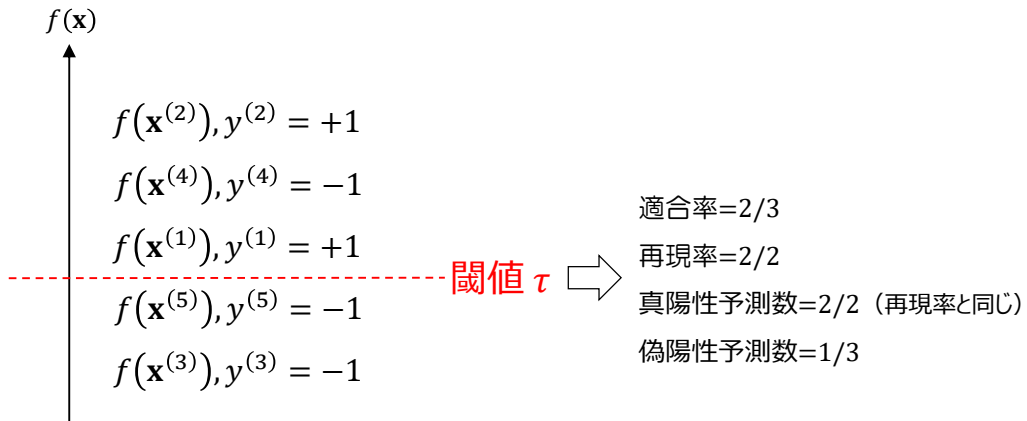 f(𝐱)
f(𝐱⁽²⁾), y⁽²⁾ = +1
f(𝐱⁽⁴⁾), y⁽⁴⁾ = −1
f(𝐱⁽¹⁾), y⁽¹⁾ = +1
閾値 τ
f(𝐱⁽⁵⁾), y⁽⁵⁾ = −1
f(𝐱⁽³⁾), y⁽³⁾ = −1
適合率=2/3
再現率=2/2
真陽性予測数=2/2（再現率と同じ）
偽陽性予測数=1/3